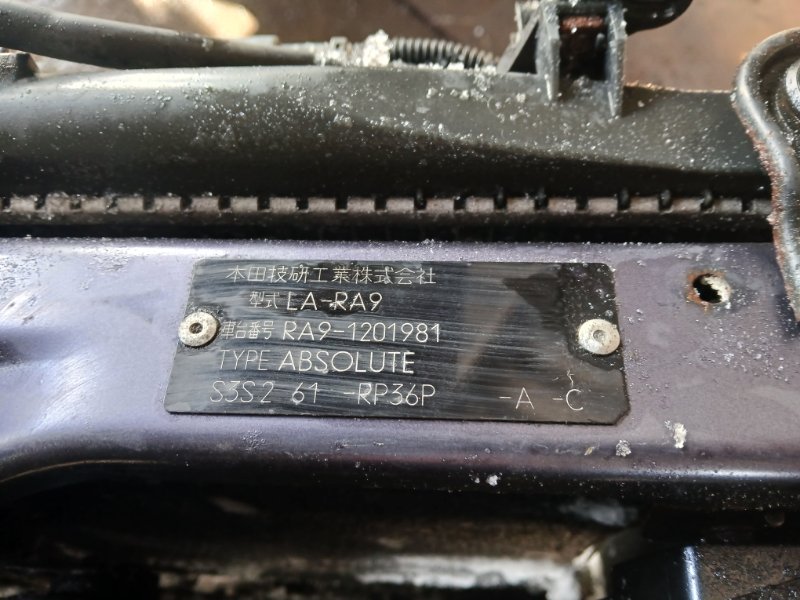 本田技研工業株式会社
型式 LA-RA9
車台番号 RA9-1201981
TYPE ABSOLUTE
S3S2 61 -RP36P -A -C